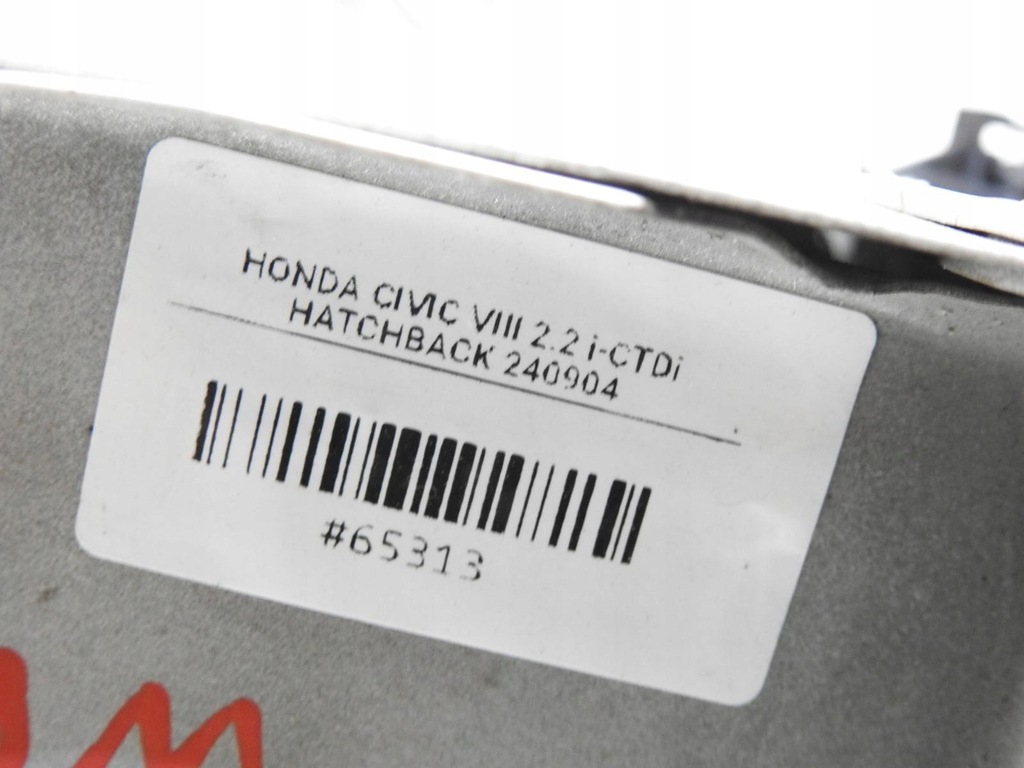 HONDA CIVIC VIII 2.2 i-CTDi
HATCHBACK 240904
#65313